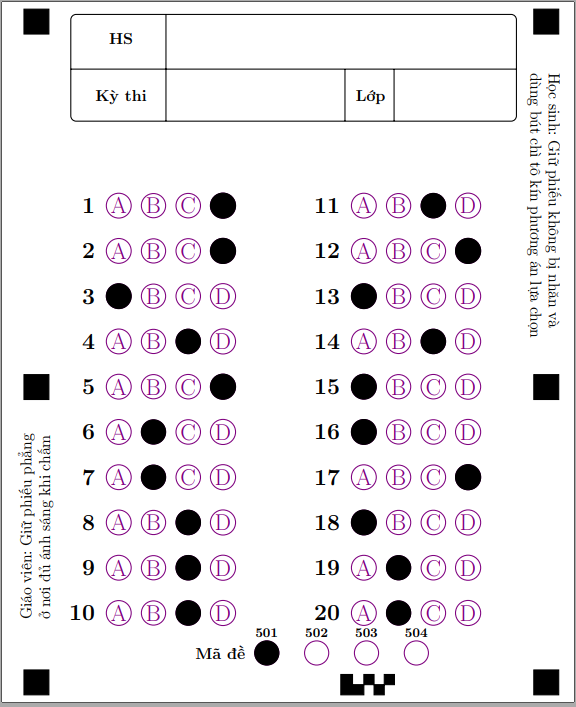 HS
Kỳ thi Lớp
Học sinh: Giữ phiếu không bị nhăn và
dùng bút chì tô kín phương án lựa chọn
1 A B C
2 A B C
3 B C D
4 A B D
5 A B C
6 A C D
7 A C D
8 A B D
9 A B D
10 A B D
11 A B D
12 A B C
13 B C D
14 A B D
15 B C D
16 B C D
17 A B C
18 B C D
19 A C D
20 A C D
Giáo viên: Giữ phiếu phẳng
ở nơi đủ ánh sáng khi chấm
501 502 503 504
Mã đề